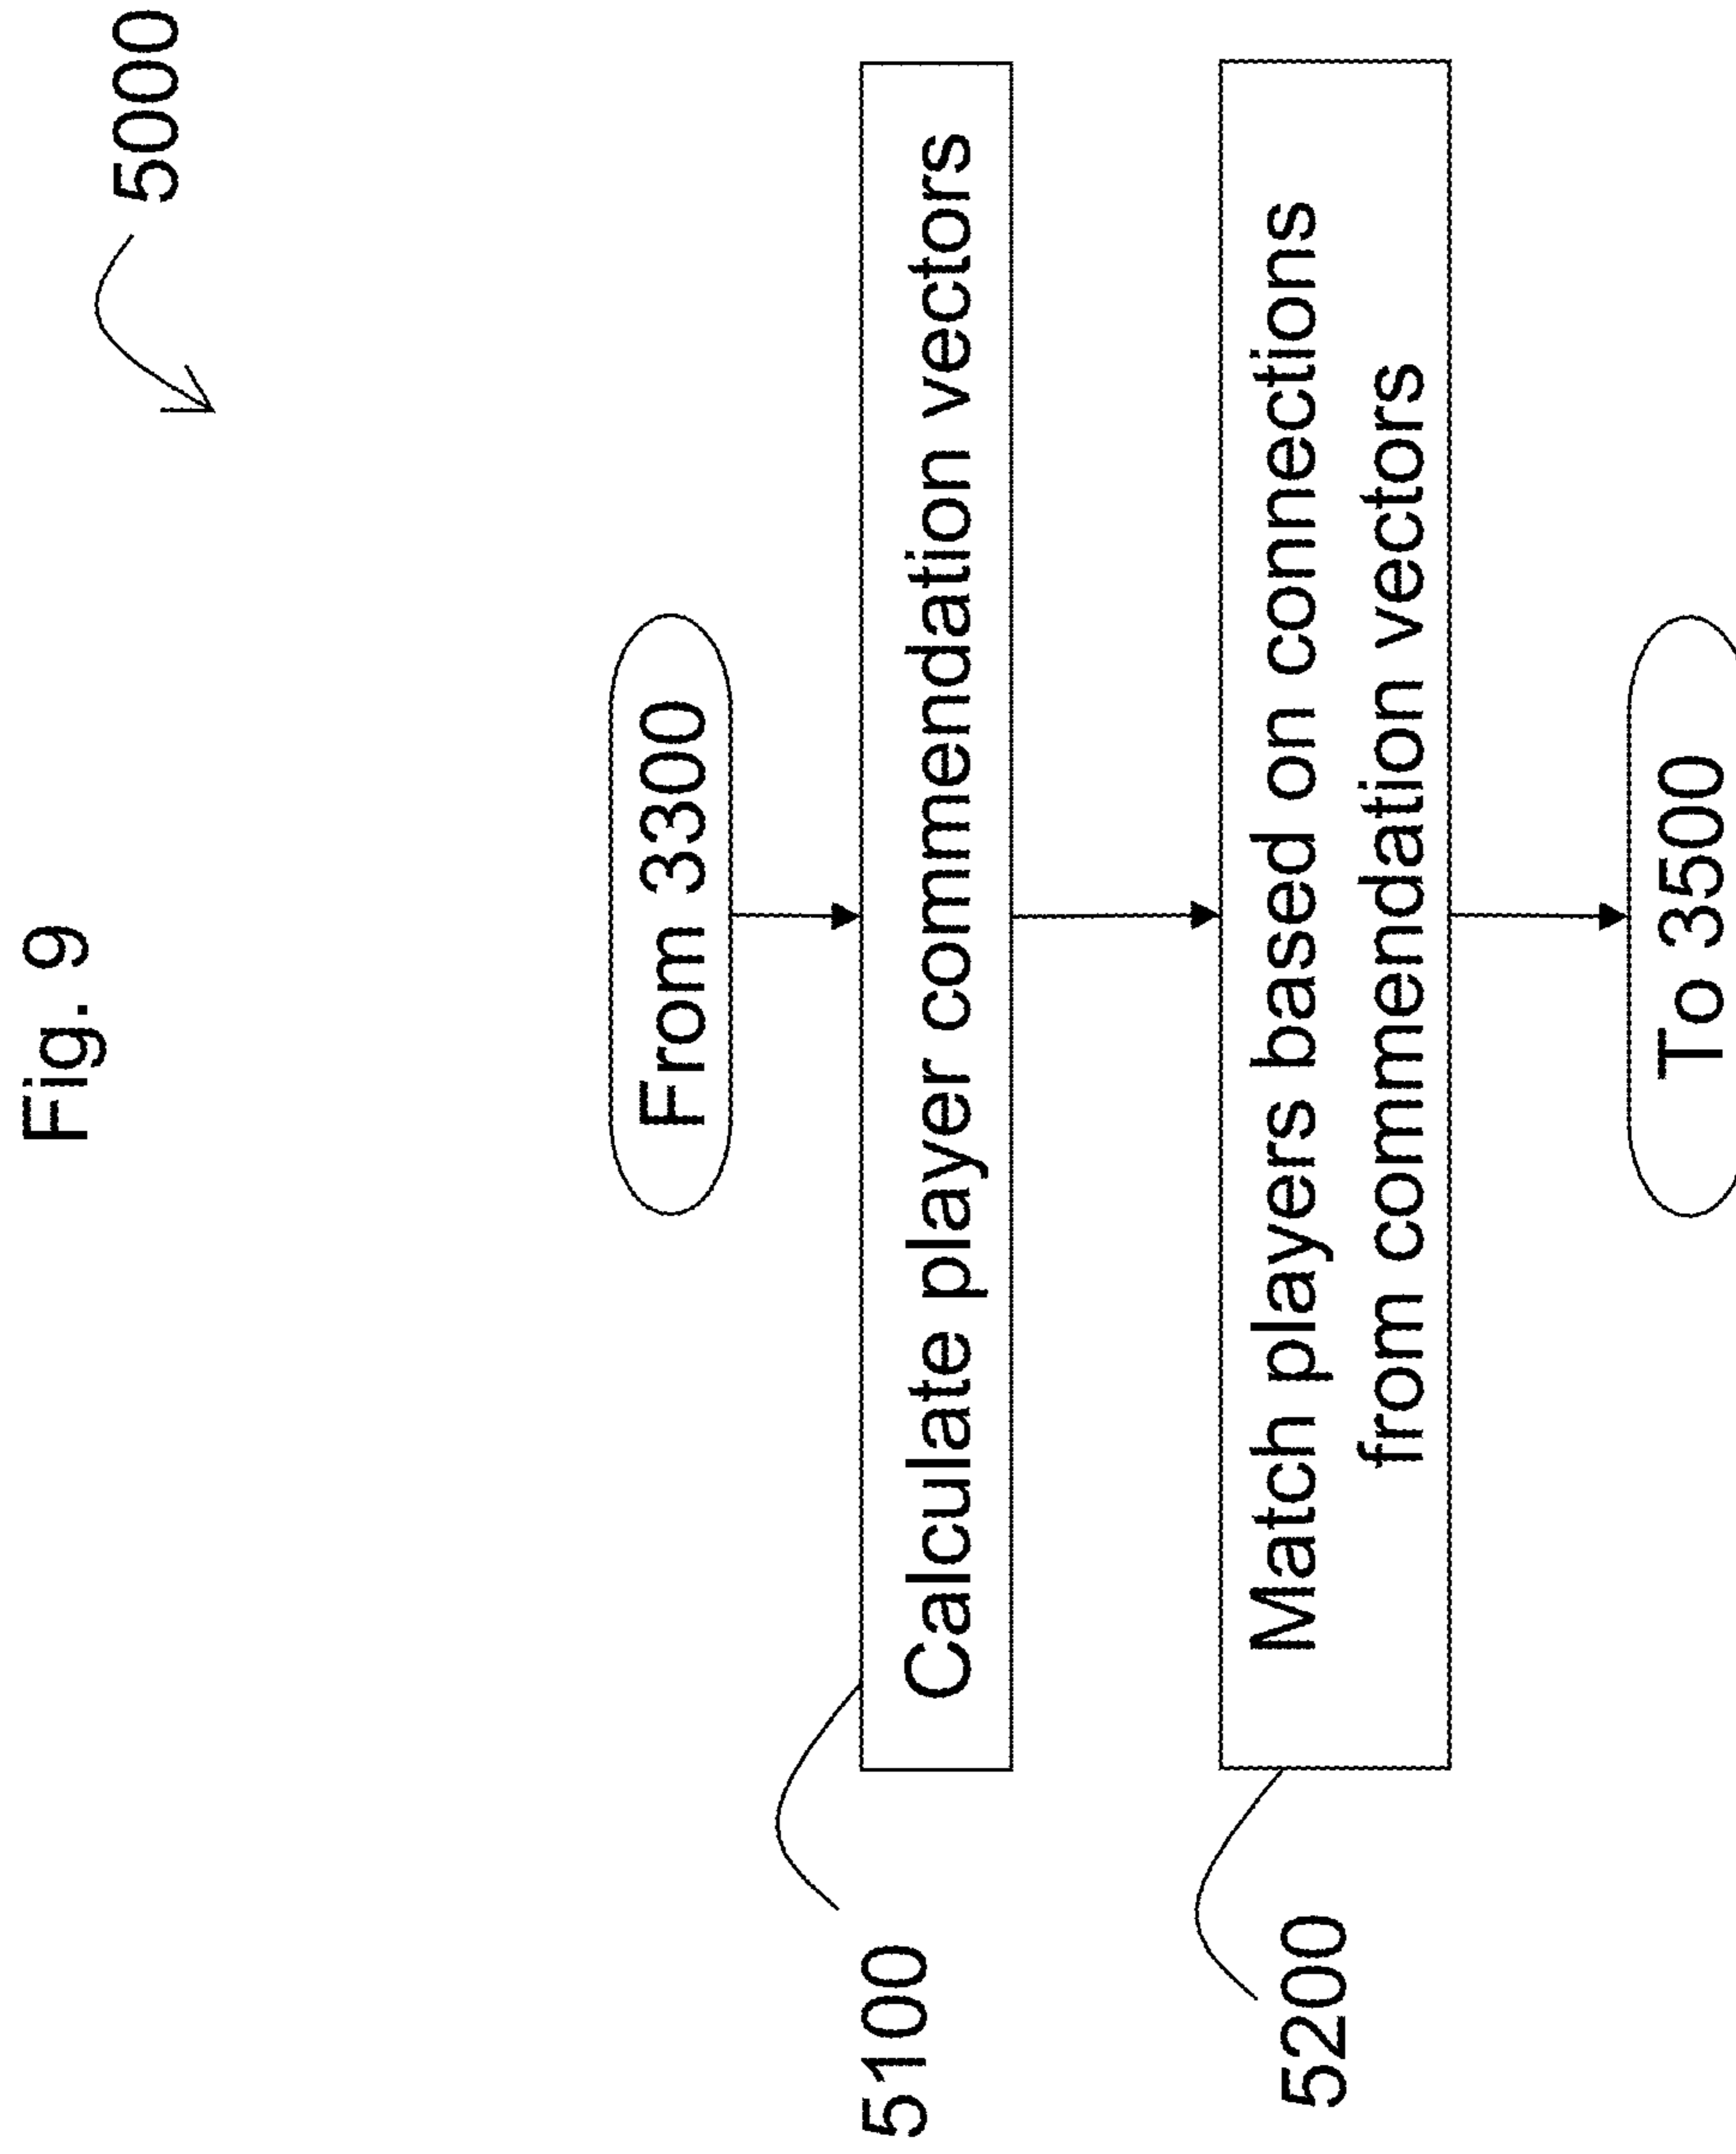 Fig. 9
5000
From 3300
5100
Calculate player commendation vectors
5200
Match players based on connections
from commendation vectors
To 3500